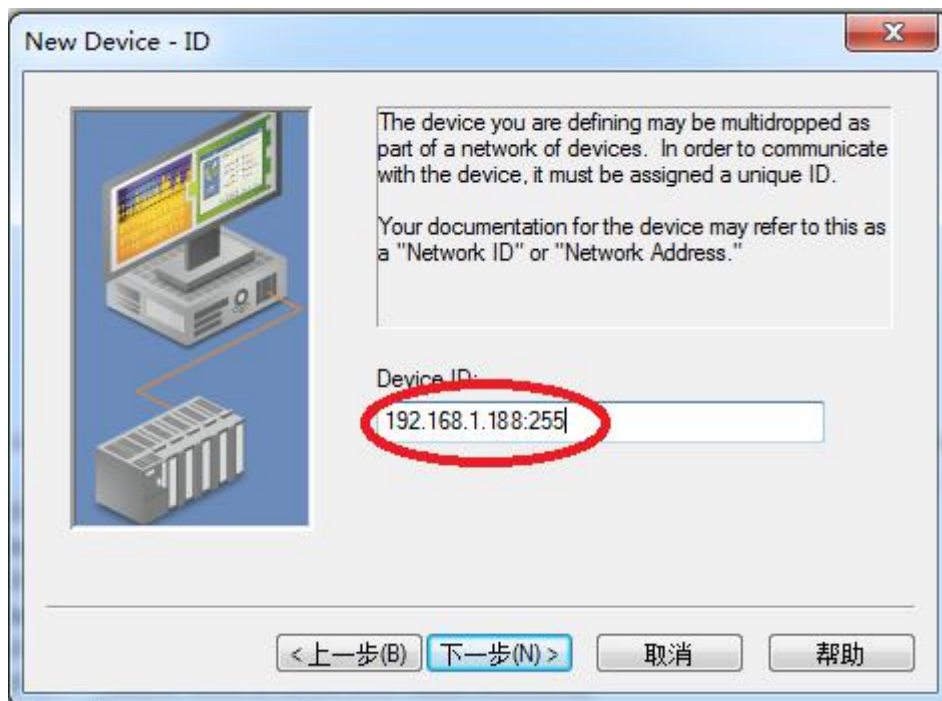 New Device - ID
The device you are defining may be multidropped as
part of a network of devices. In order to communicate
with the device, it must be assigned a unique ID.
Your documentation for the device may refer to this as
a "Network ID" or "Network Address."
Device ID:
192.168.1.188:255
<上一步(B) 下一步(N)> 取消 帮助